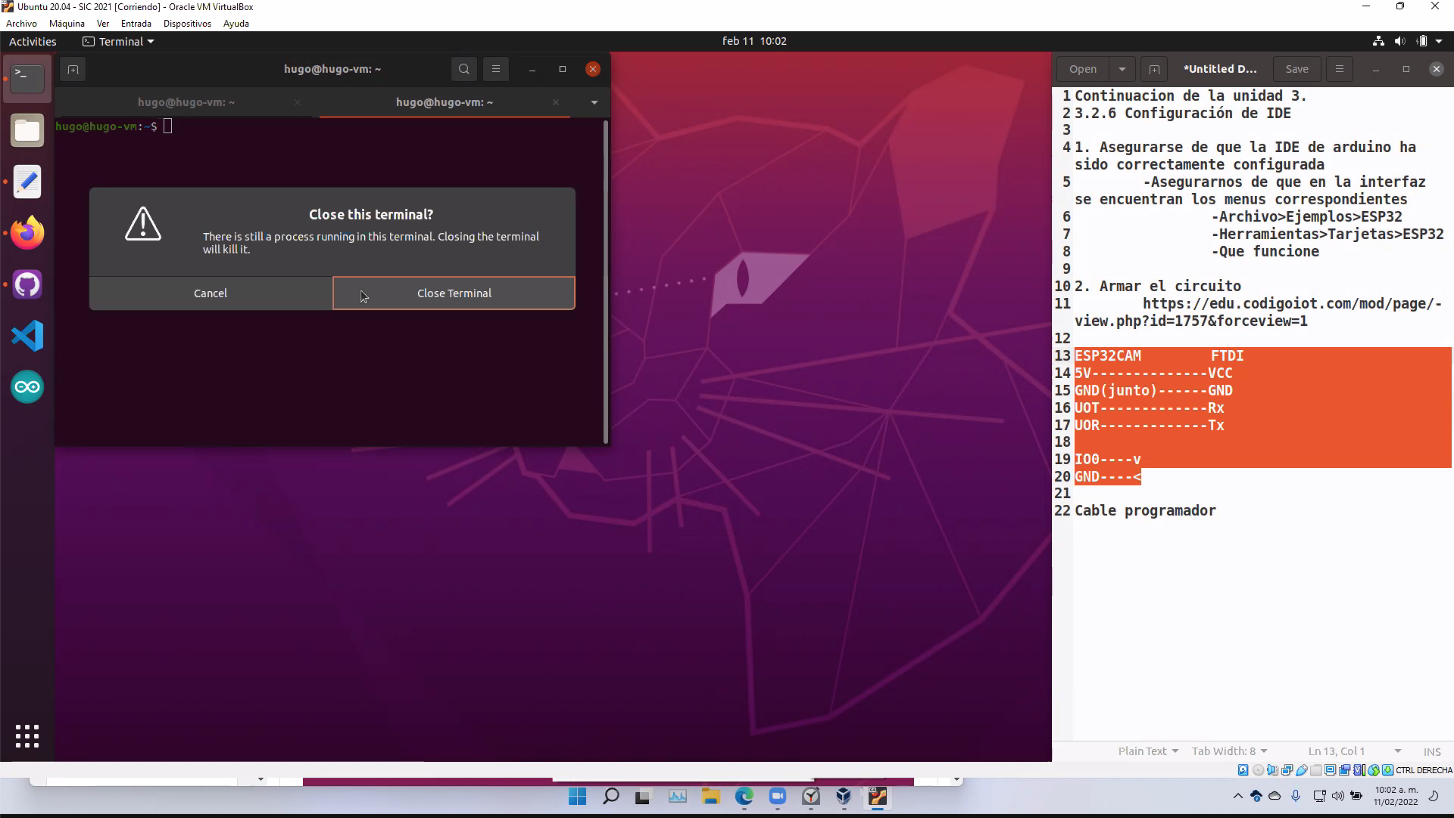 Ubuntu 20.04 - SIC 2021 [Corriendo] - Oracle VM VirtualBox
Archivo Máquina Ver Entrada Dispositivos Ayuda
Activities Terminal feb 11 10:02
hugo@hugo-vm: ~
hugo@hugo-vm: ~ hugo@hugo-vm: ~
hugo@hugo-vm:~$
Close this terminal?
There is still a process running in this terminal. Closing the terminal
will kill it.
Cancel Close Terminal
Open *Untitled D... Save
1 Continuacion de la unidad 3.
2 3.2.6 Configuración de IDE
3
4 1. Asegurarse de que la IDE de arduino ha
sido correctamente configurada
5 -Asegurarnos de que en la interfaz
se encuentran los menus correspondientes
6 -Archivo>Ejemplos>ESP32
7 -Herramientas>Tarjetas>ESP32
8 -Que funcione
9
10 2. Armar el circuito
11 https://edu.codigoiot.com/mod/page/-
view.php?id=1757&forceview=1
12
13 ESP32CAM FTDI
14 5V--------------VCC
15 GND(junto)------GND
16 UOT-------------Rx
17 UOR-------------Tx
18
19 IO0----v
20 GND----<
21
22 Cable programador
Plain Text Tab Width: 8 Ln 13, Col 1 INS
CTRL DERECHA
10:02 a. m.
11/02/2022